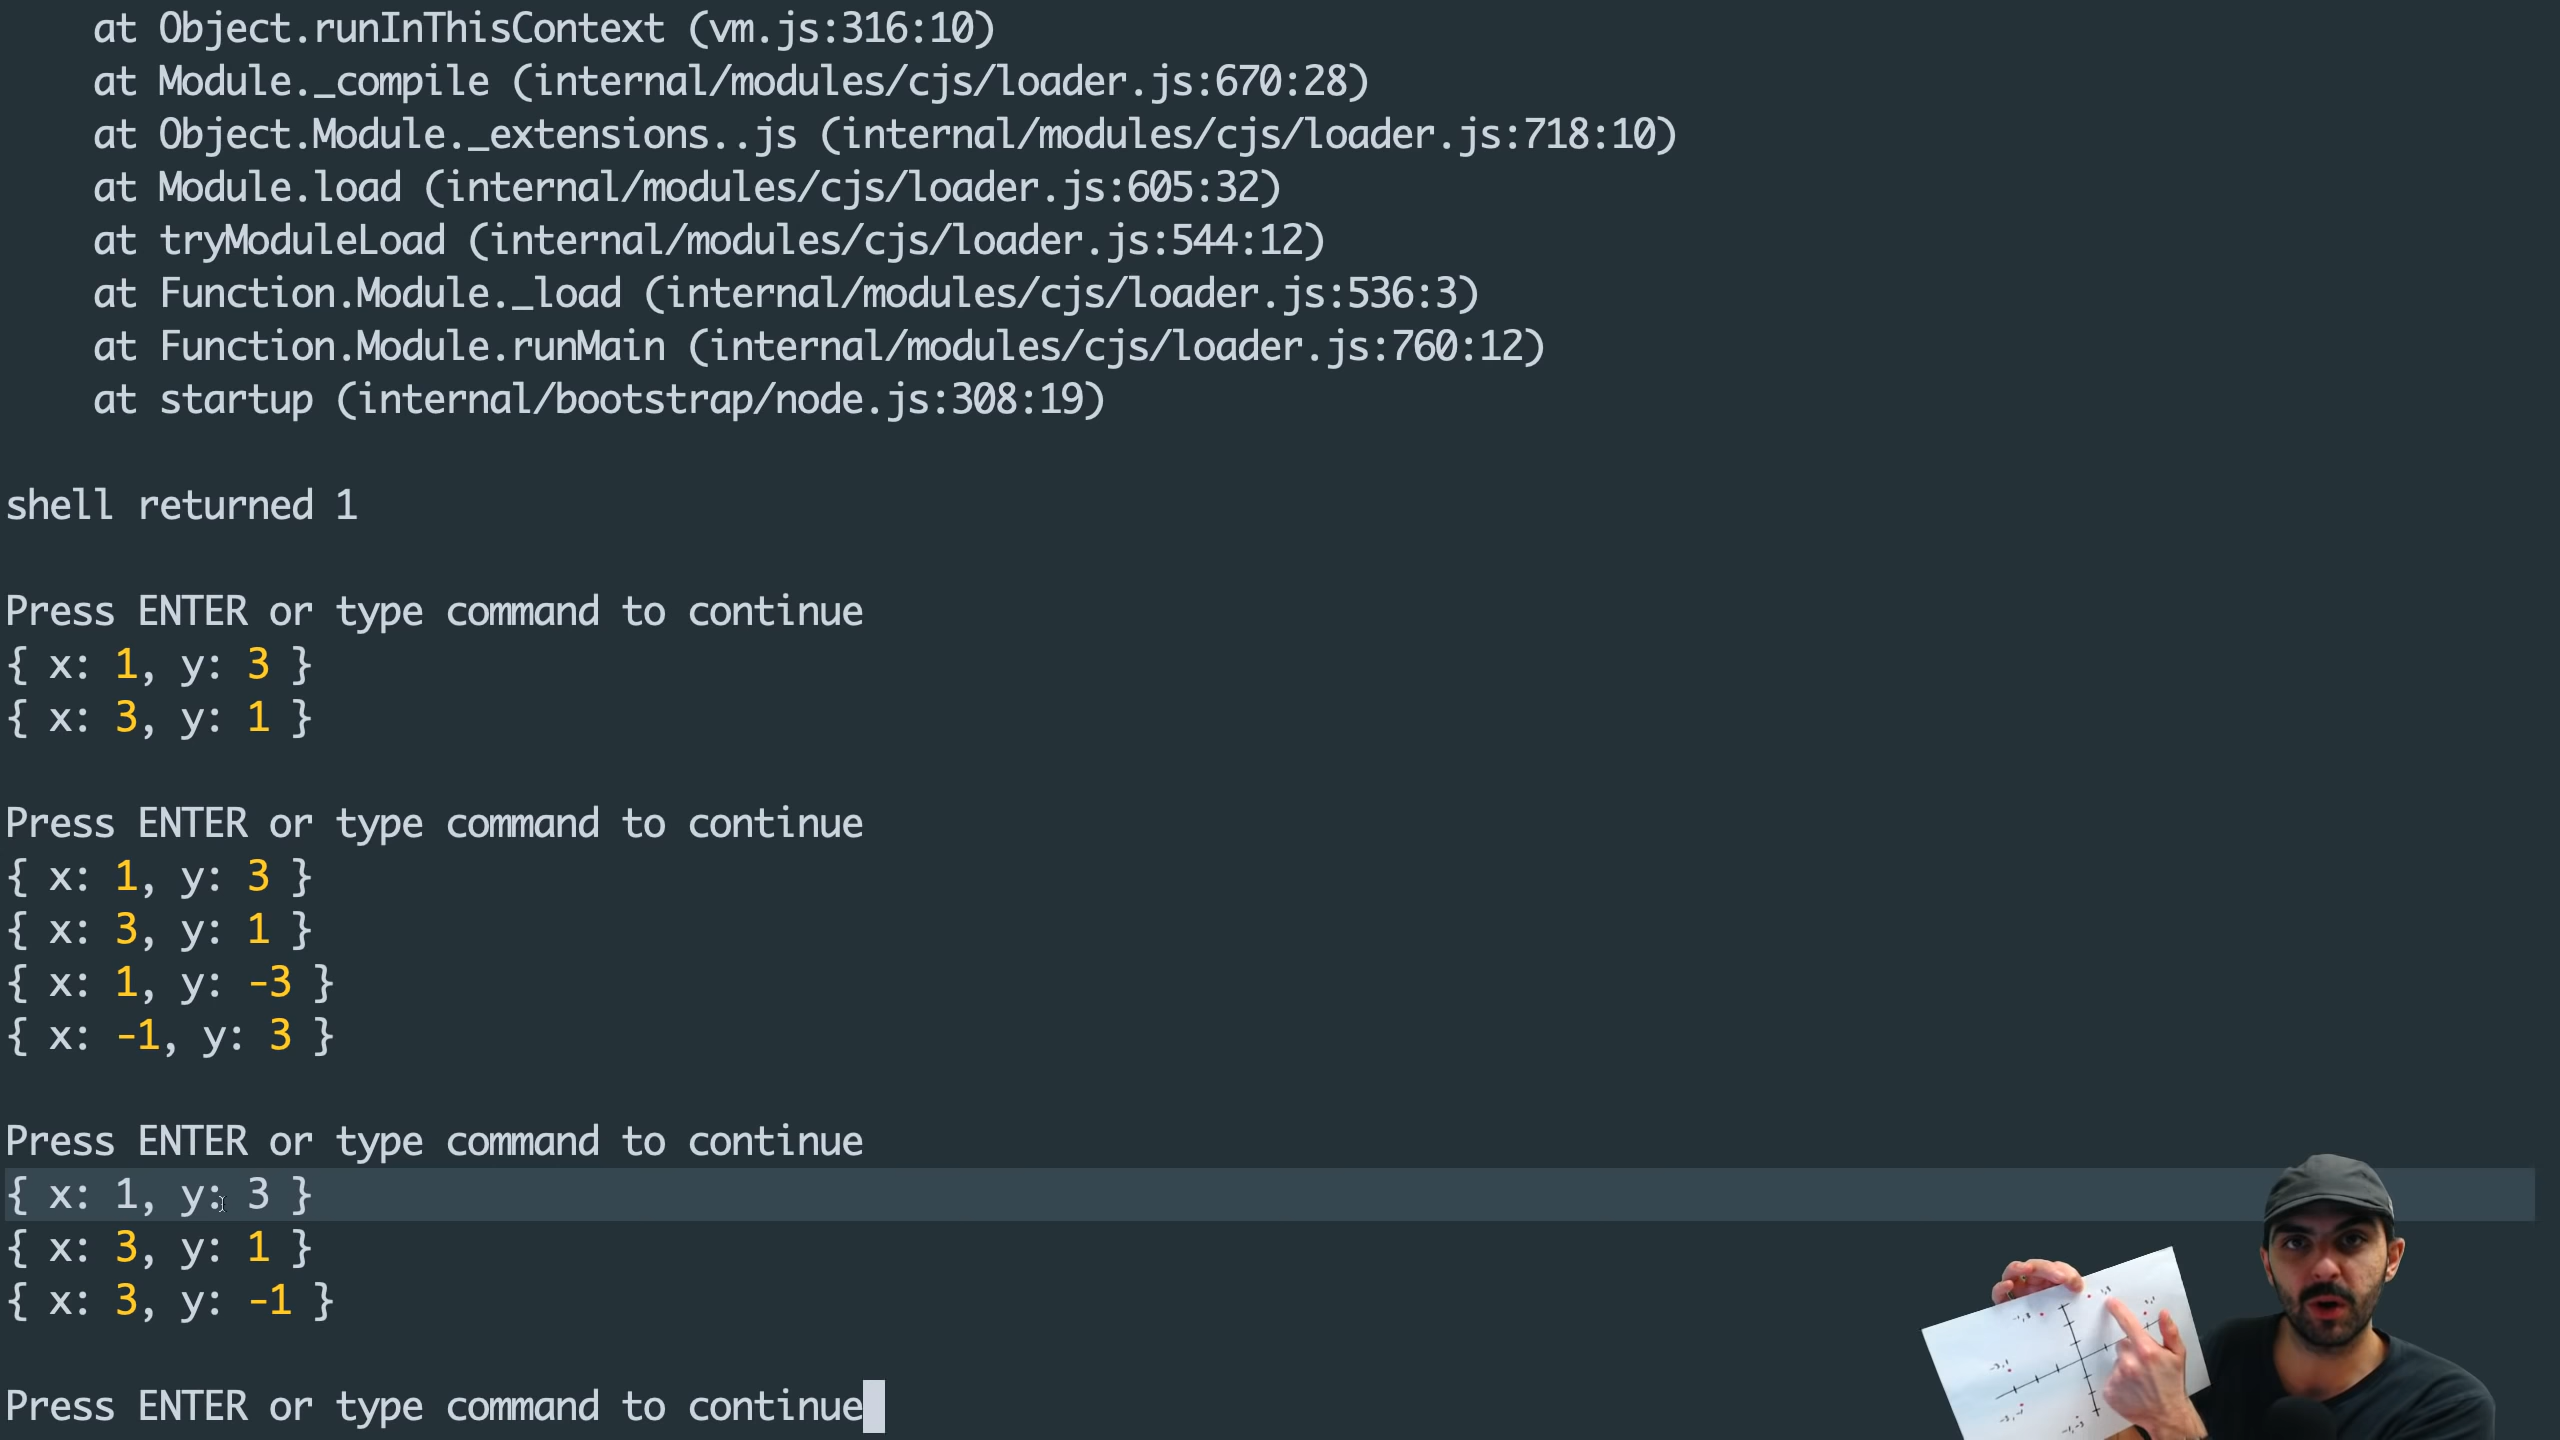 at Object.runInThisContext (vm.js:316:10)
at Module._compile (internal/modules/cjs/loader.js:670:28)
at Object.Module._extensions..js (internal/modules/cjs/loader.js:718:10)
at Module.load (internal/modules/cjs/loader.js:605:32)
at tryModuleLoad (internal/modules/cjs/loader.js:544:12)
at Function.Module._load (internal/modules/cjs/loader.js:536:3)
at Function.Module.runMain (internal/modules/cjs/loader.js:760:12)
at startup (internal/bootstrap/node.js:308:19)
shell returned 1
Press ENTER or type command to continue
{ x: 1, y: 3 }
{ x: 3, y: 1 }
Press ENTER or type command to continue
{ x: 1, y: 3 }
{ x: 3, y: 1 }
{ x: 1, y: -3 }
{ x: -1, y: 3 }
Press ENTER or type command to continue
{ x: 1, y: 3 }
{ x: 3, y: 1 }
{ x: 3, y: -1 }
Press ENTER or type command to continue